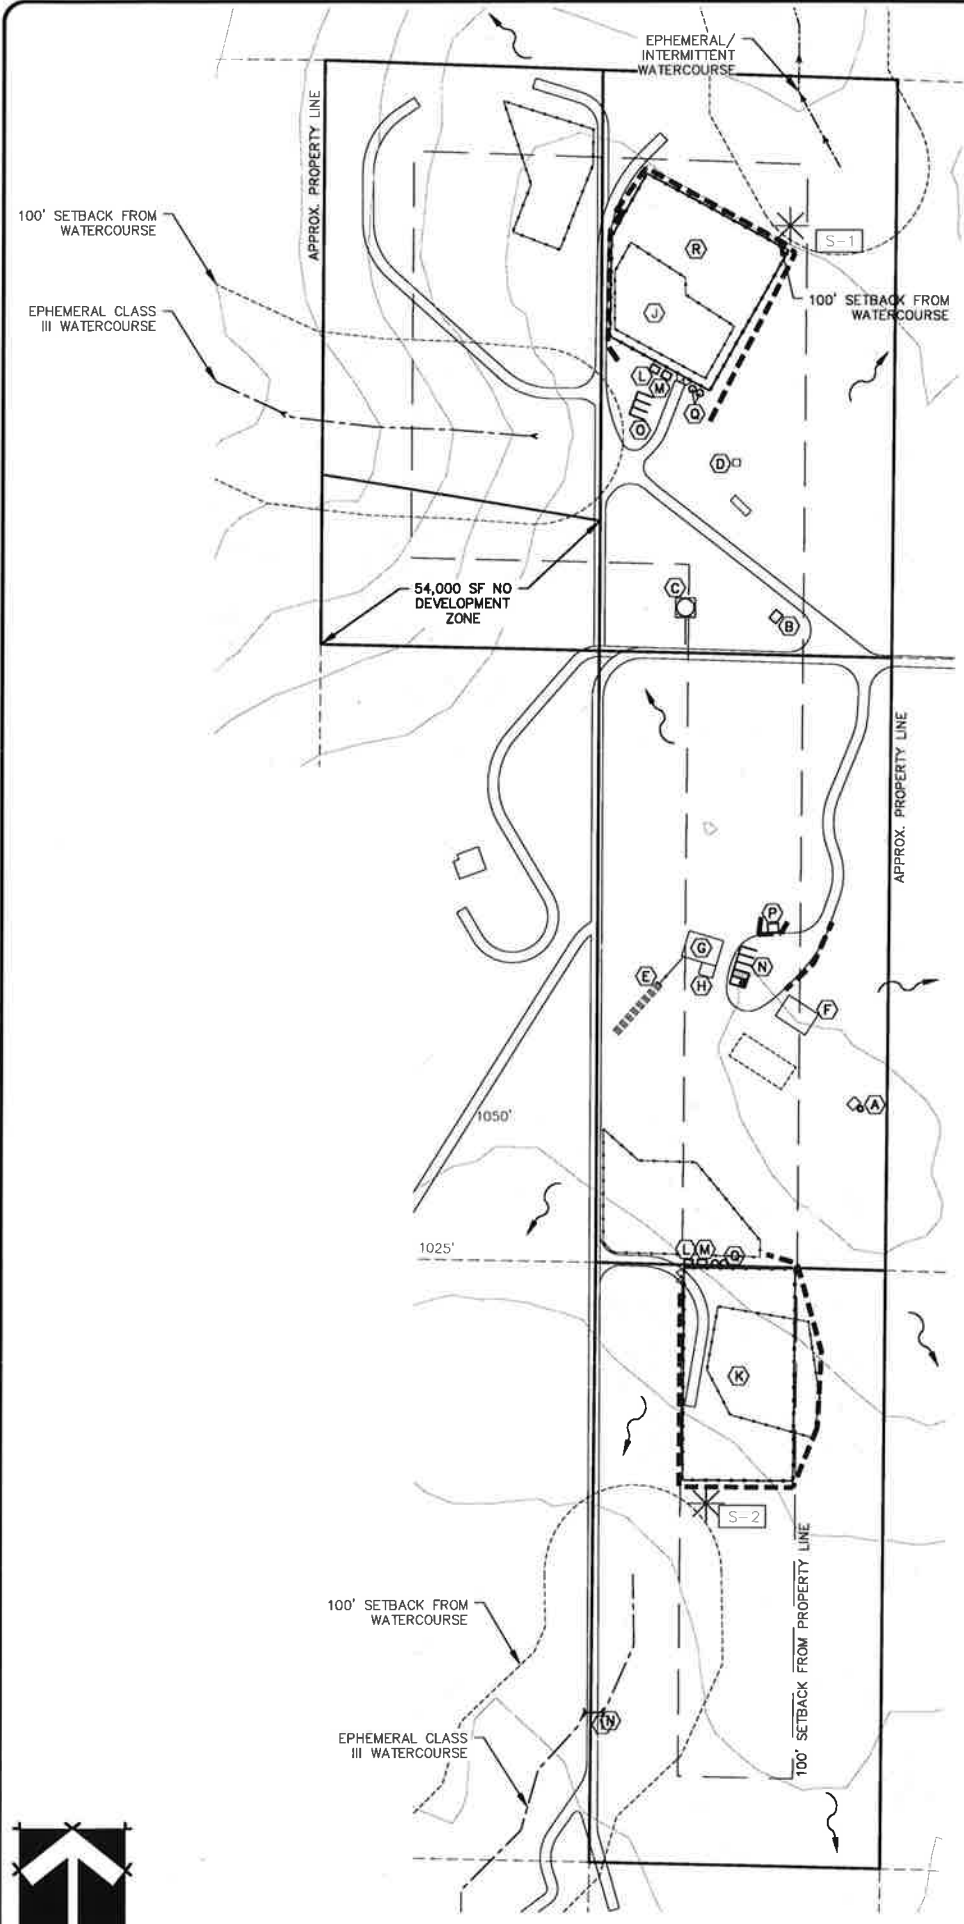 EPHEMERAL/
INTERMITTENT
WATERCOURSE
APPROX. PROPERTY LINE
100' SETBACK FROM
WATERCOURSE
S-1
R
EPHEMERAL CLASS
III WATERCOURSE
100' SETBACK FROM
WATERCOURSE
J
L
M
Q
O
D
54,000 SF NO
DEVELOPMENT
ZONE
C
B
APPROX. PROPERTY LINE
P
G
N
E
H
F
A
1050'
1025'
L
M
Q
K
S-2
100' SETBACK FROM PROPERTY LINE
100' SETBACK FROM
WATERCOURSE
N
EPHEMERAL CLASS
III WATERCOURSE